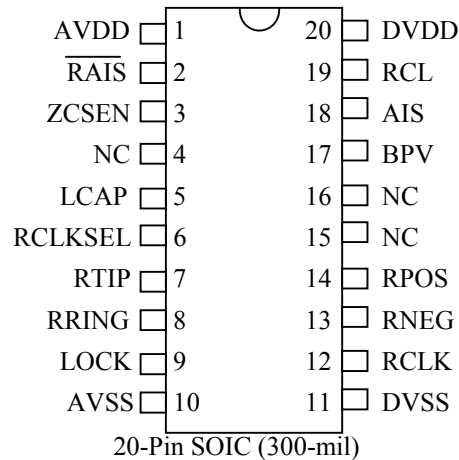 AVDD 1 20 DVDD
RAIS 2 19 RCL
ZCSEN 3 18 AIS
NC 4 17 BPV
LCAP 5 16 NC
RCLKSEL 6 15 NC
RTIP 7 14 RPOS
RRING 8 13 RNEG
LOCK 9 12 RCLK
AVSS 10 11 DVSS
20-Pin SOIC (300-mil)